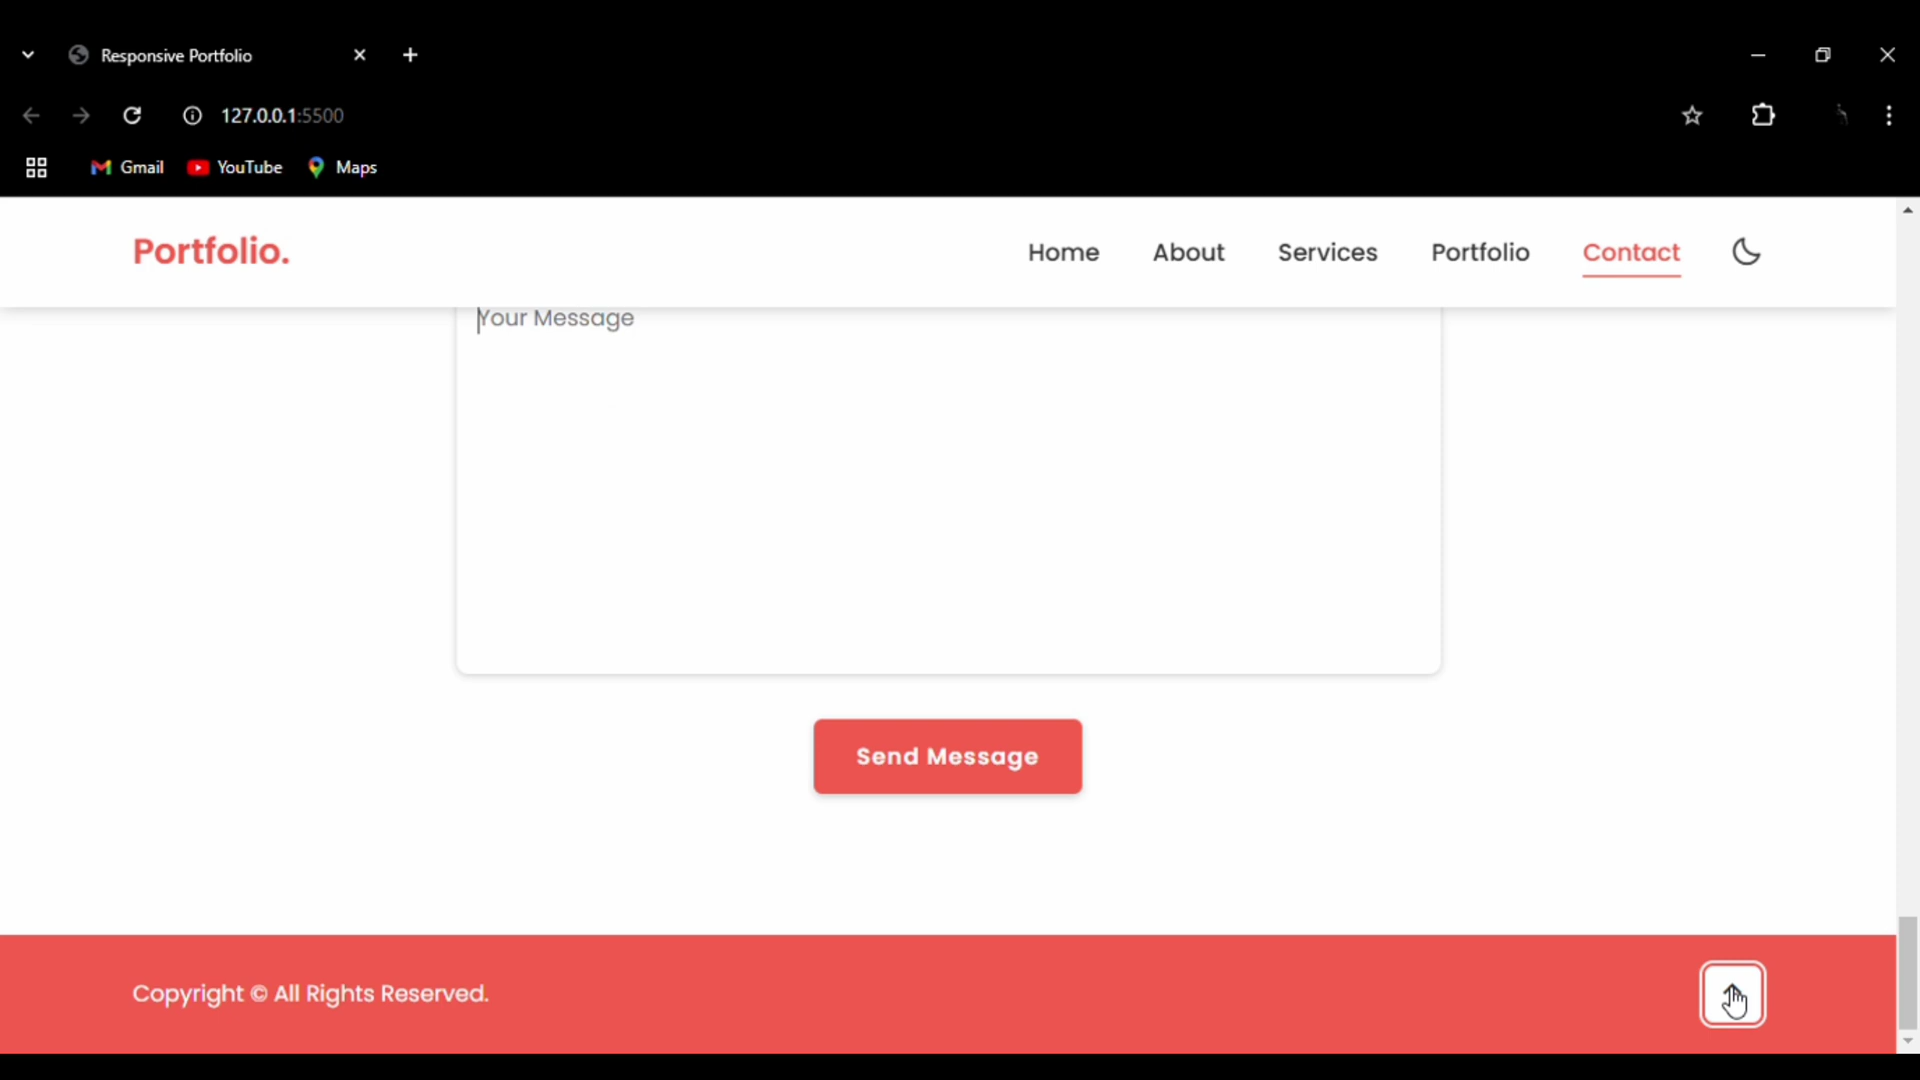 Responsive Portfolio
127.0.0.1:5500
Gmail YouTube Maps
Portfolio. Home About Services Portfolio Contact
Your Message
Send Message
Copyright © All Rights Reserved.